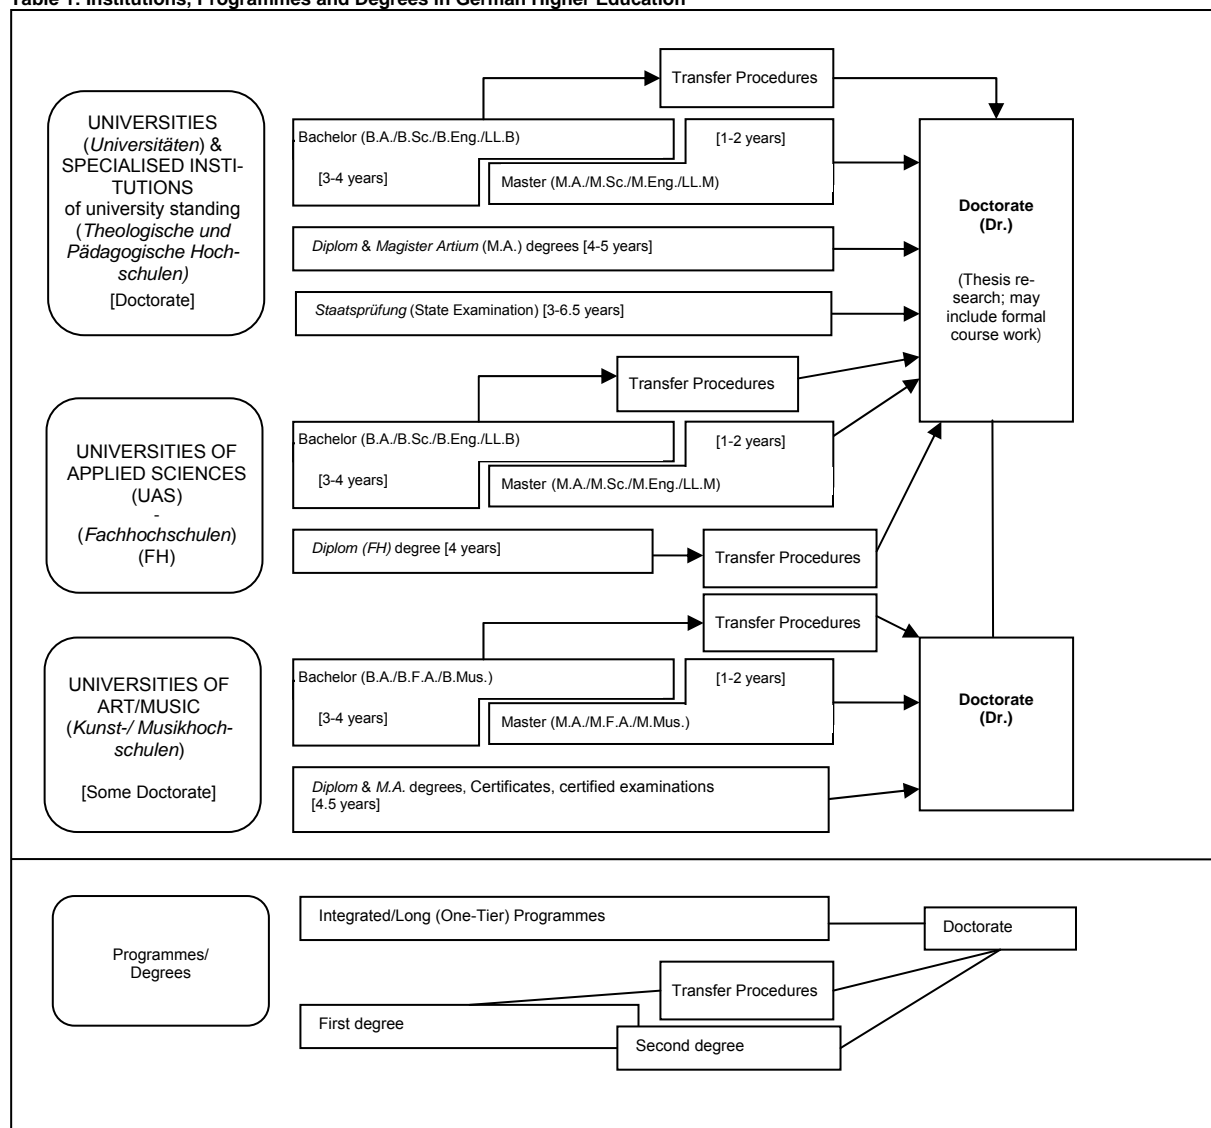 Table 1: Institutions, Programmes and Degrees in German Higher Education
Transfer Procedures
UNIVERSITIES
(Universitäten) &
SPECIALISED INSTI-
TUTIONS
of university standing
(Theologische und
Pädagogische Hoch-
schulen)
[Doctorate]
Bachelor (B.A./B.Sc./B.Eng./LL.B)
[3-4 years]
[1-2 years]
Master (M.A./M.Sc./M.Eng./LL.M)
Diplom & Magister Artium (M.A.) degrees [4-5 years]
Staatsprüfung (State Examination) [3-6.5 years]
Doctorate
(Dr.)
(Thesis re-
search; may
include formal
course work)
Transfer Procedures
UNIVERSITIES OF
APPLIED SCIENCES
(UAS)
-
(Fachhochschulen)
(FH)
Bachelor (B.A./B.Sc./B.Eng./LL.B)
[3-4 years]
[1-2 years]
Master (M.A./M.Sc./M.Eng./LL.M)
Diplom (FH) degree [4 years]
Transfer Procedures
Transfer Procedures
UNIVERSITIES OF
ART/MUSIC
(Kunst-/ Musikhoch-
schulen)
[Some Doctorate]
Bachelor (B.A./B.F.A./B.Mus.)
[3-4 years]
[1-2 years]
Master (M.A./M.F.A./M.Mus.)
Diplom & M.A. degrees, Certificates, certified examinations
[4.5 years]
Doctorate
(Dr.)
Programmes/
Degrees
Integrated/Long (One-Tier) Programmes
Doctorate
Transfer Procedures
First degree
Second degree